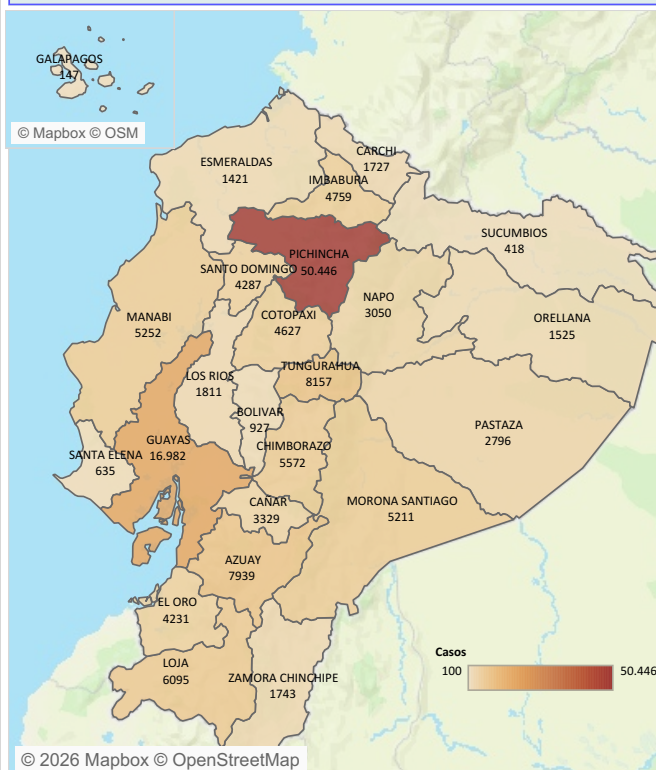 GALAPAGOS
147
© Mapbox © OSM
CARCHI
1727
ESMERALDAS
1421
IMBABURA
4759
SUCUMBIOS
418
PICHINCHA
50.446
SANTO DOMINGO
4287
NAPO
3050
COTOPAXI
4627
MANABI
5252
ORELLANA
1525
TUNGURAHUA
8157
LOS RIOS
1811
BOLIVAR
927
PASTAZA
2796
GUAYAS
16.982
CHIMBORAZO
5572
SANTA ELENA
635
CAÑAR
3329
MORONA SANTIAGO
5211
AZUAY
7939
EL ORO
4231
LOJA
6095
ZAMORA CHINCHIPE
1743
Casos
100 50.446
© 2026 Mapbox © OpenStreetMap